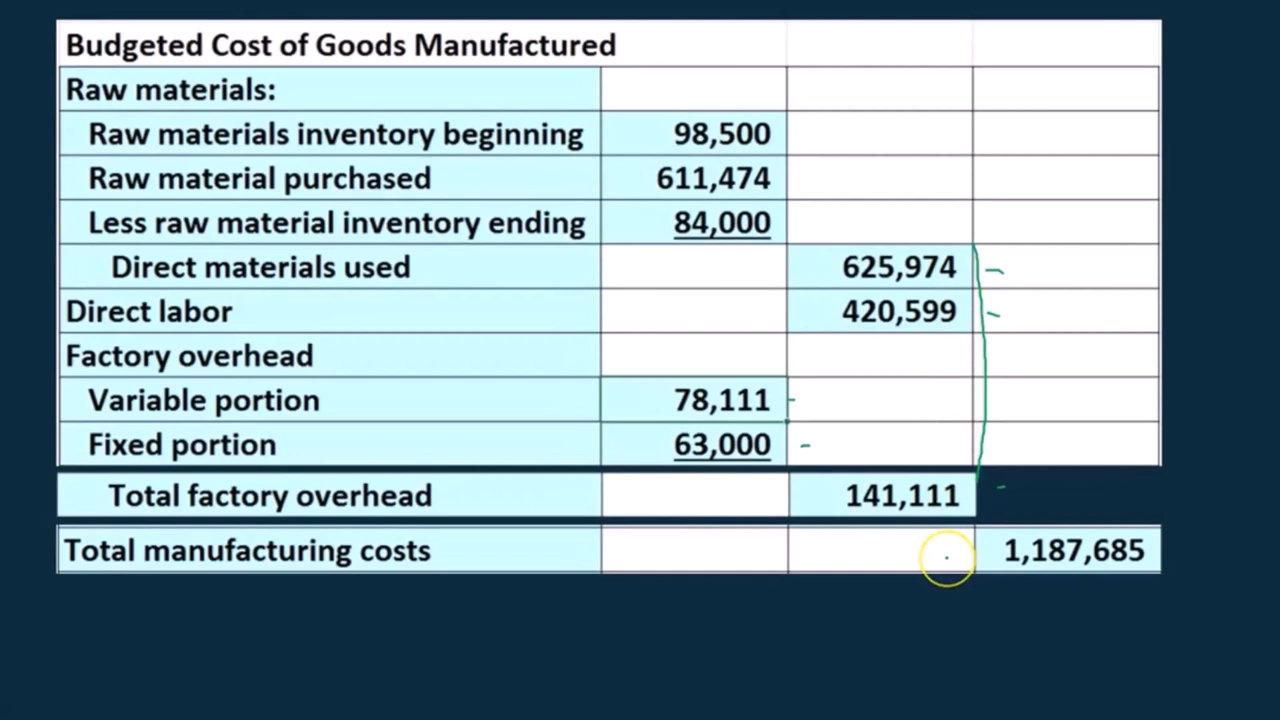 Budgeted Cost of Goods Manufactured
Raw materials:
Raw materials inventory beginning 98,500
Raw material purchased 611,474
Less raw material inventory ending 84,000
Direct materials used 625,974
Direct labor 420,599
Factory overhead
Variable portion 78,111
Fixed portion 63,000
Total factory overhead 141,111
Total manufacturing costs 1,187,685